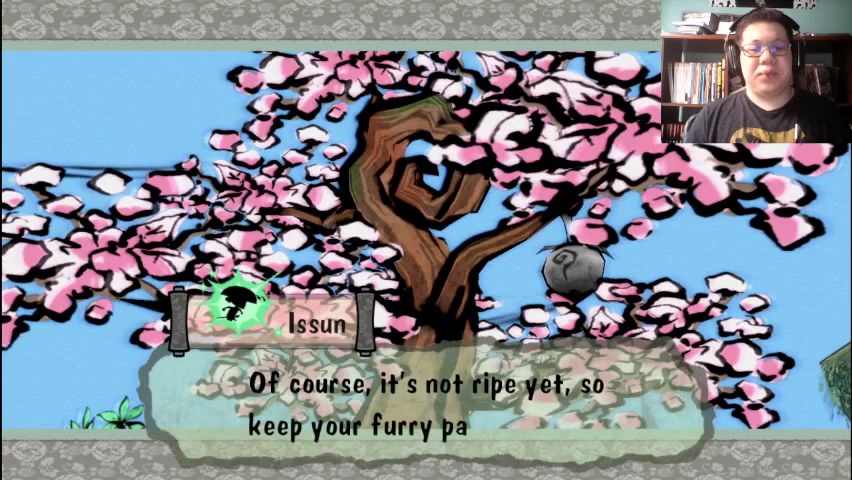 Issun
Of course, it's not ripe yet, so
keep your furry pa